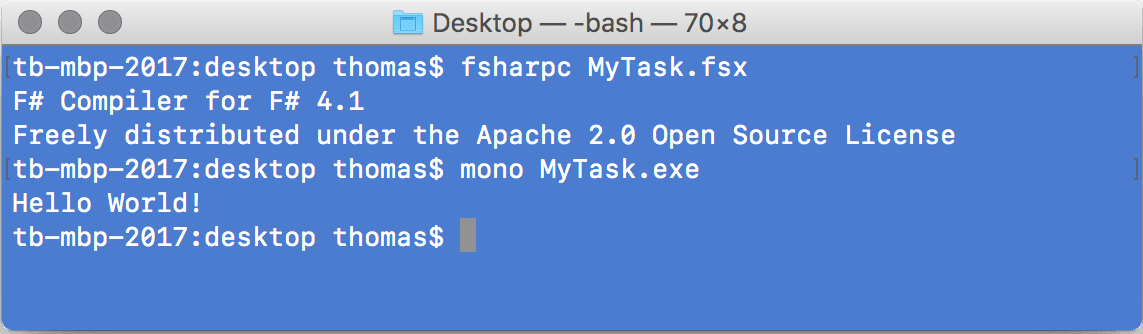 Desktop — -bash — 70×8
[tb-mbp-2017:desktop thomas$ fsharpc MyTask.fsx ]
F# Compiler for F# 4.1
Freely distributed under the Apache 2.0 Open Source License
[tb-mbp-2017:desktop thomas$ mono MyTask.exe ]
Hello World!
tb-mbp-2017:desktop thomas$